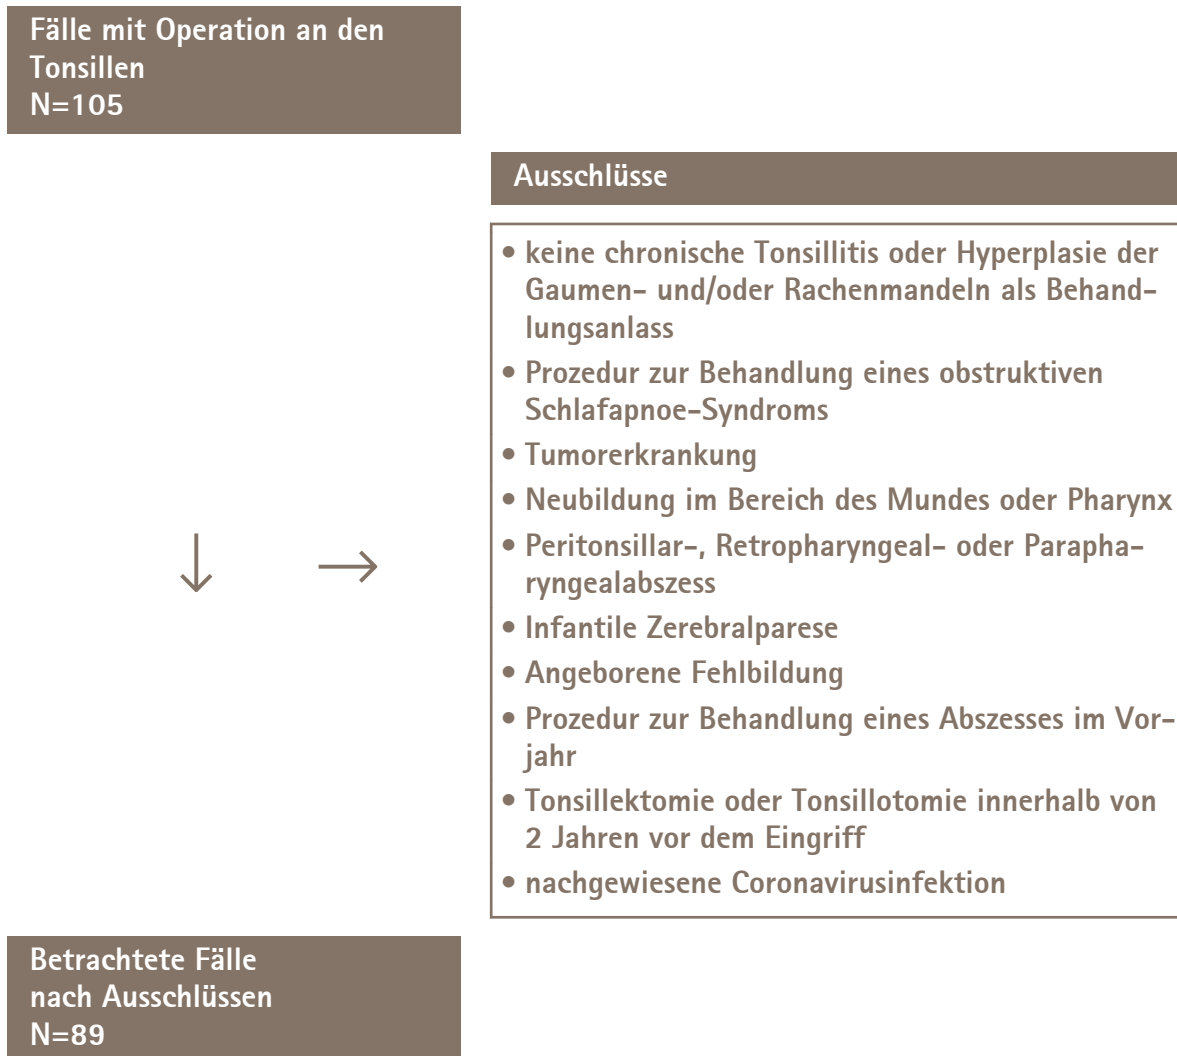 Fälle mit Operation an den
Tonsillen
N=105
Ausschlüsse
• keine chronische Tonsillitis oder Hyperplasie der
Gaumen- und/oder Rachenmandeln als Behand-
lungsanlass
• Prozedur zur Behandlung eines obstruktiven
Schlafapnoe-Syndroms
• Tumorerkrankung
• Neubildung im Bereich des Mundes oder Pharynx
• Peritonsillar-, Retropharyngeal- oder Parapha-
ryngealabszess
• Infantile Zerebralparese
• Angeborene Fehlbildung
• Prozedur zur Behandlung eines Abszesses im Vor-
jahr
• Tonsillektomie oder Tonsillotomie innerhalb von
2 Jahren vor dem Eingriff
• nachgewiesene Coronavirusinfektion
Betrachtete Fälle
nach Ausschlüssen
N=89